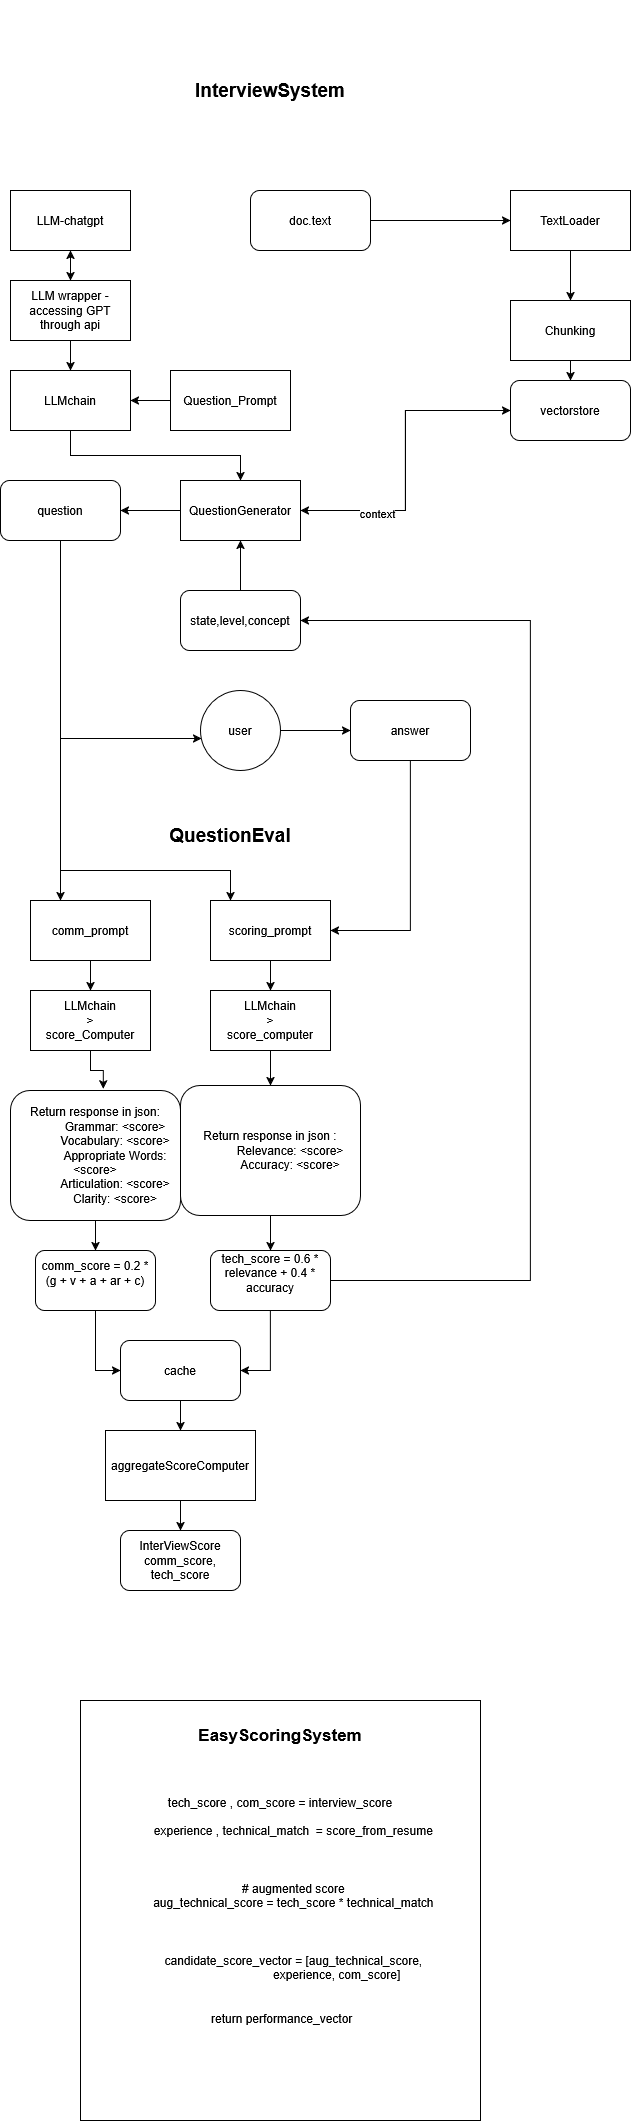 InterviewSystem
LLM-chatgpt
doc.text
TextLoader
LLM wrapper -
accessing GPT
through api
Chunking
LLMchain
Question_Prompt
vectorstore
question
QuestionGenerator
context
state,level,concept
user
answer
QuestionEval
comm_prompt
scoring_prompt
LLMchain
>
score_Computer
LLMchain
>
score_computer
Return response in json:
Grammar: <score>
Vocabulary: <score>
Appropriate Words:
<score>
Articulation: <score>
Clarity: <score>
Return response in json :
Relevance: <score>
Accuracy: <score>
comm_score = 0.2 *
(g + v + a + ar + c)
tech_score = 0.6 *
relevance + 0.4 *
accuracy
cache
aggregateScoreComputer
InterViewScore
comm_score,
tech_score
>
EasyScoringSystem
tech_score , com_score = interview_score
experience , technical_match = score_from_resume
# augmented score
aug_technical_score = tech_score * technical_match
candidate_score_vector = [aug_technical_score,
experience, com_score]
return performance_vector